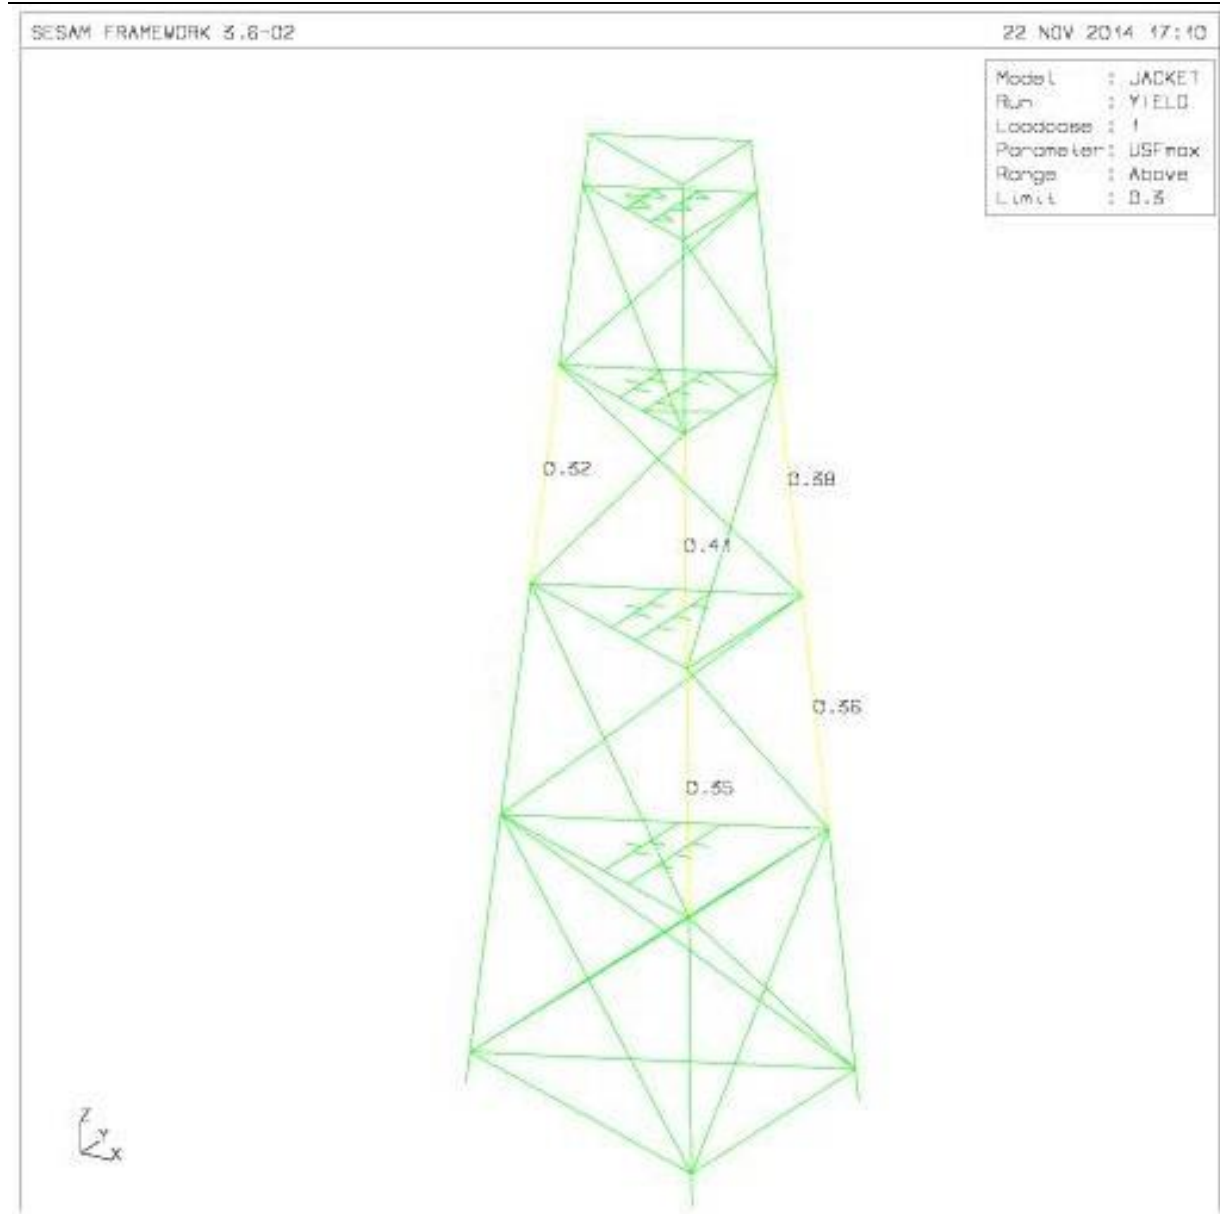 SESAM FRAMEWORK 3.6-02
22 NOV 2014 17:10
Model : JACKET
Run : YIELD
Loadcase : 1
Parameter: USFmax
Range : Above
Limit : 0.3
0.32
0.38
0.41
0.36
0.35
Z
Y
X